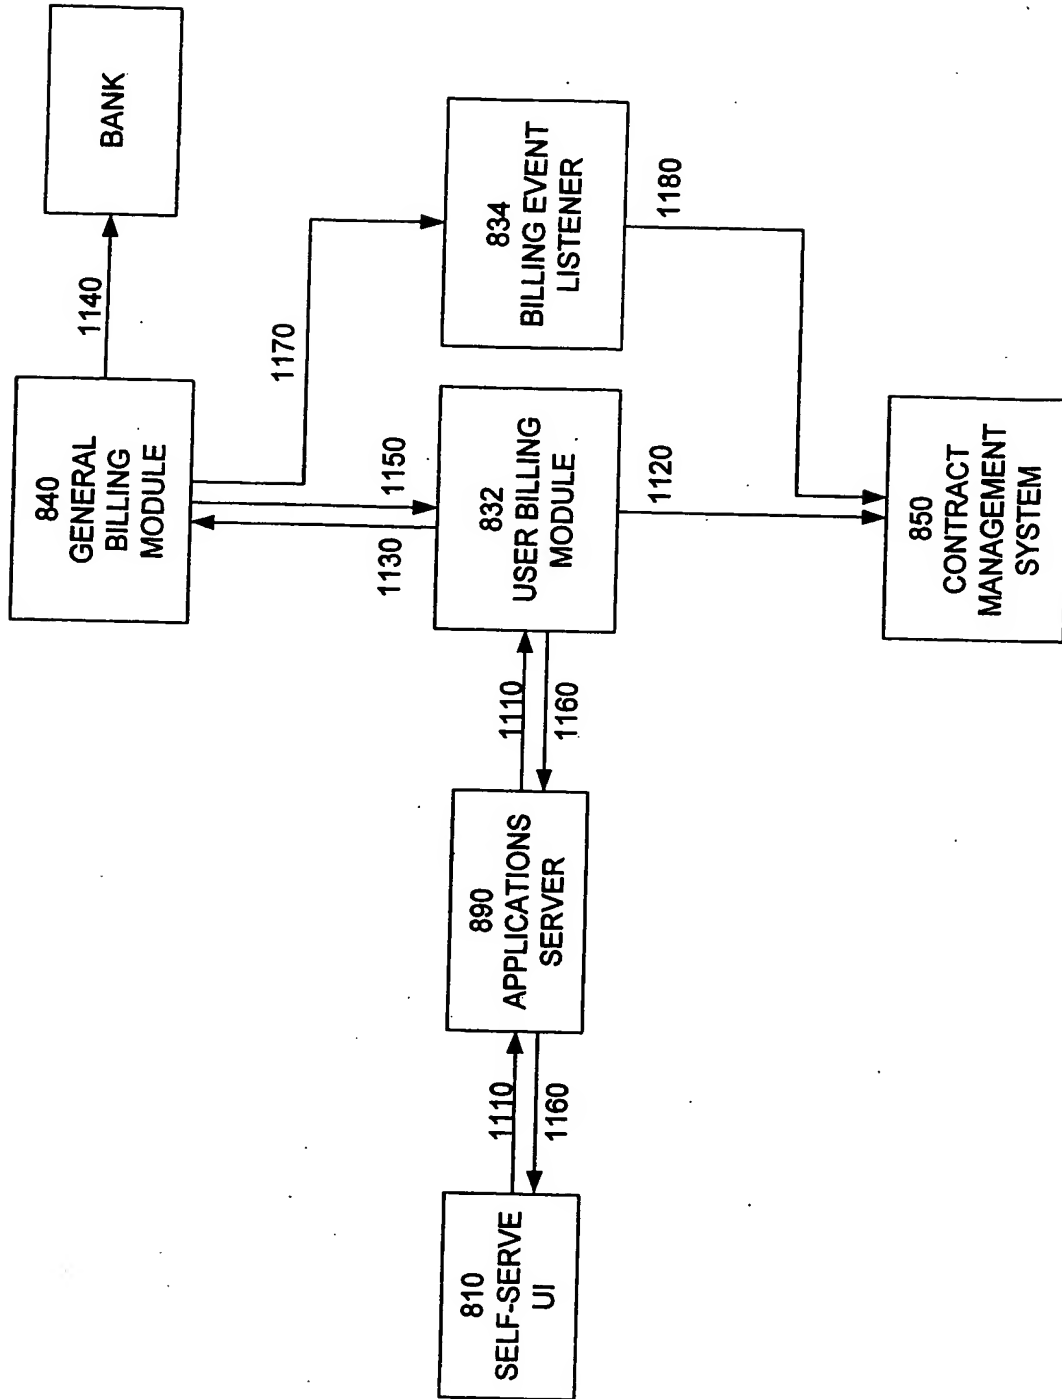 BANK
1140
840
GENERAL
BILLING
MODULE
1170
834
BILLING EVENT
LISTENER
1180
1150
1130
832
USER BILLING
MODULE
1120
850
CONTRACT
MANAGEMENT
SYSTEM
1110
1160
890
APPLICATIONS
SERVER
1110
1160
810
SELF-SERVE
UI